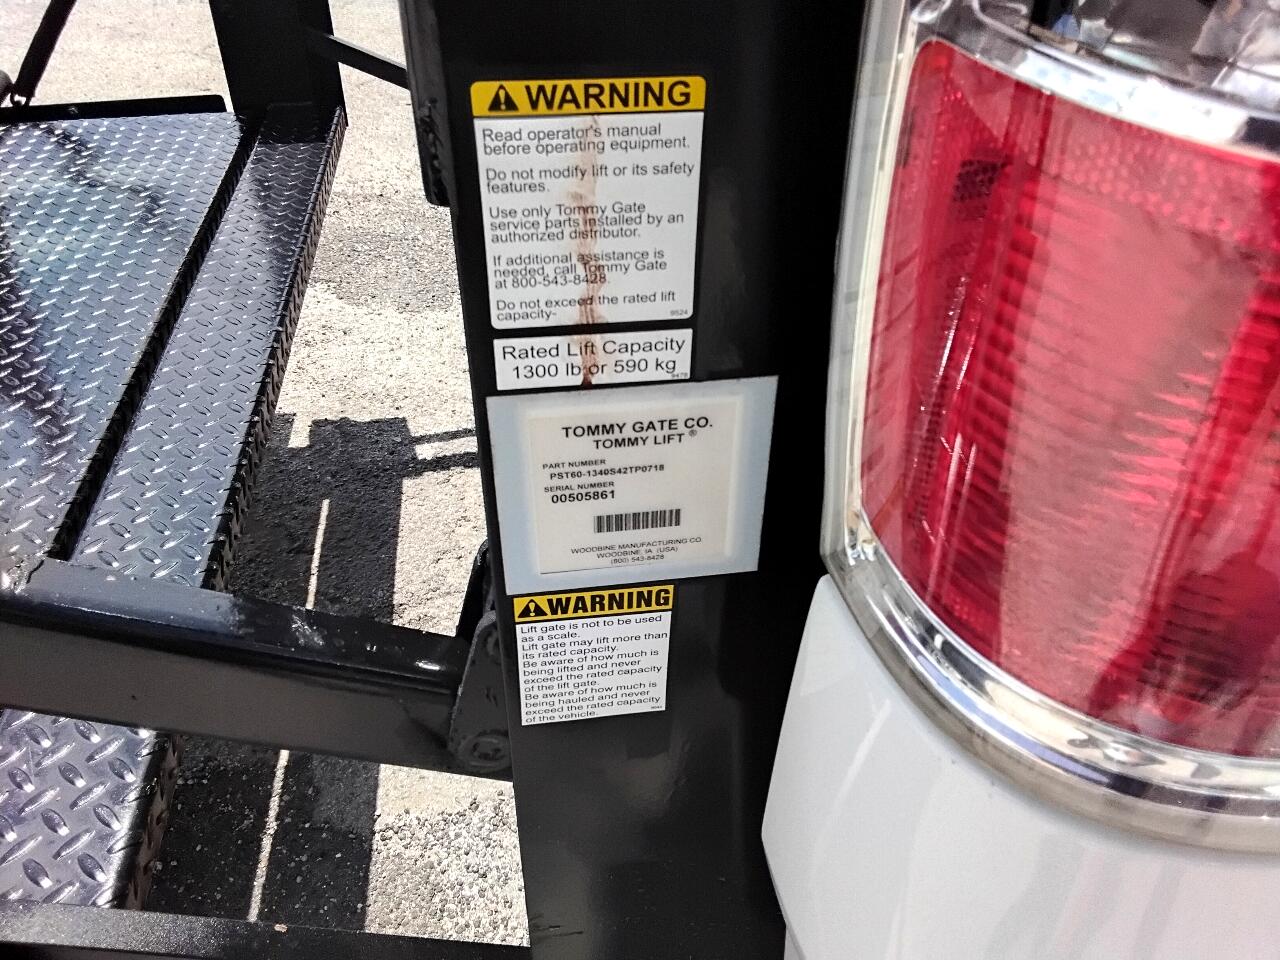 WARNING
Read operator's manual
before operating equipment.
Do not modify lift or its safety
features.
Use only Tommy Gate
service parts installed by an
authorized distributor.
If additional assistance is
needed, call Tommy Gate
at 800-543-8428.
Do not exceed the rated lift
capacity-
9524
Rated Lift Capacity
1300 lb or 590 kg
TOMMY GATE CO.
TOMMY LIFT ®
PART NUMBER
PST60-1340S42TP0718
SERIAL NUMBER
00505861
WOODBINE MANUFACTURING CO.
WOODBINE, IA (USA)
(800) 543-8428
WARNING
Lift gate is not to be used
as a scale.
Lift gate may lift more than
its rated capacity.
Be aware of how much is
being lifted and never
exceed the rated capacity
of the lift gate.
Be aware of how much is
being hauled and never
exceed the rated capacity
of the vehicle.